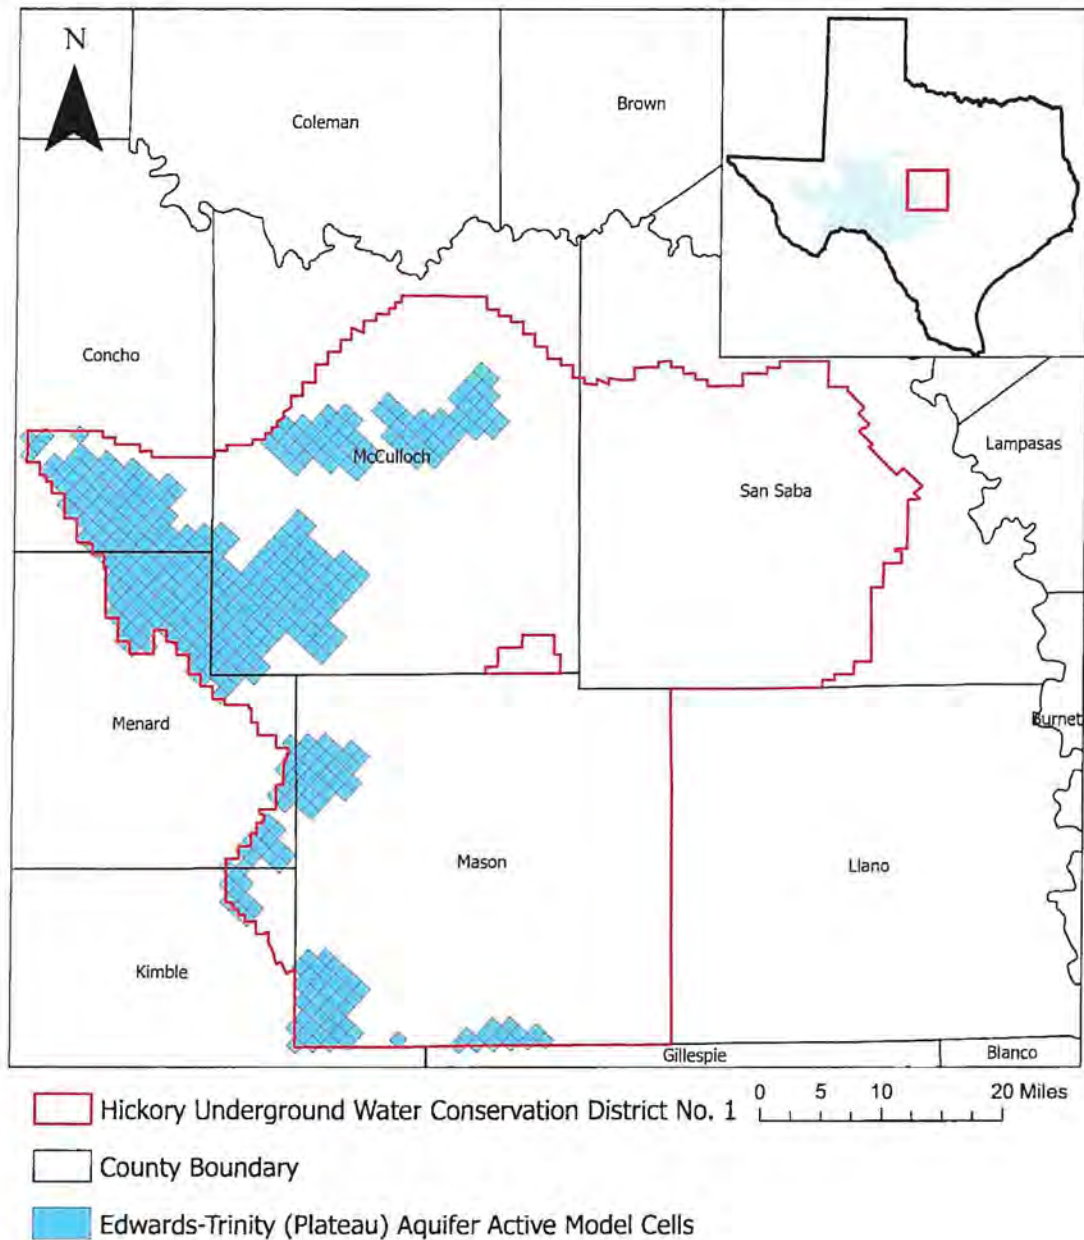 N
Coleman
Brown
Concho
McCulloch
San Saba
Lampasas
Menard
Burnet
Mason
Llano
Kimble
Gillespie
Blanco
Hickory Underground Water Conservation District No. 1
0 5 10 20 Miles
County Boundary
Edwards-Trinity (Plateau) Aquifer Active Model Cells